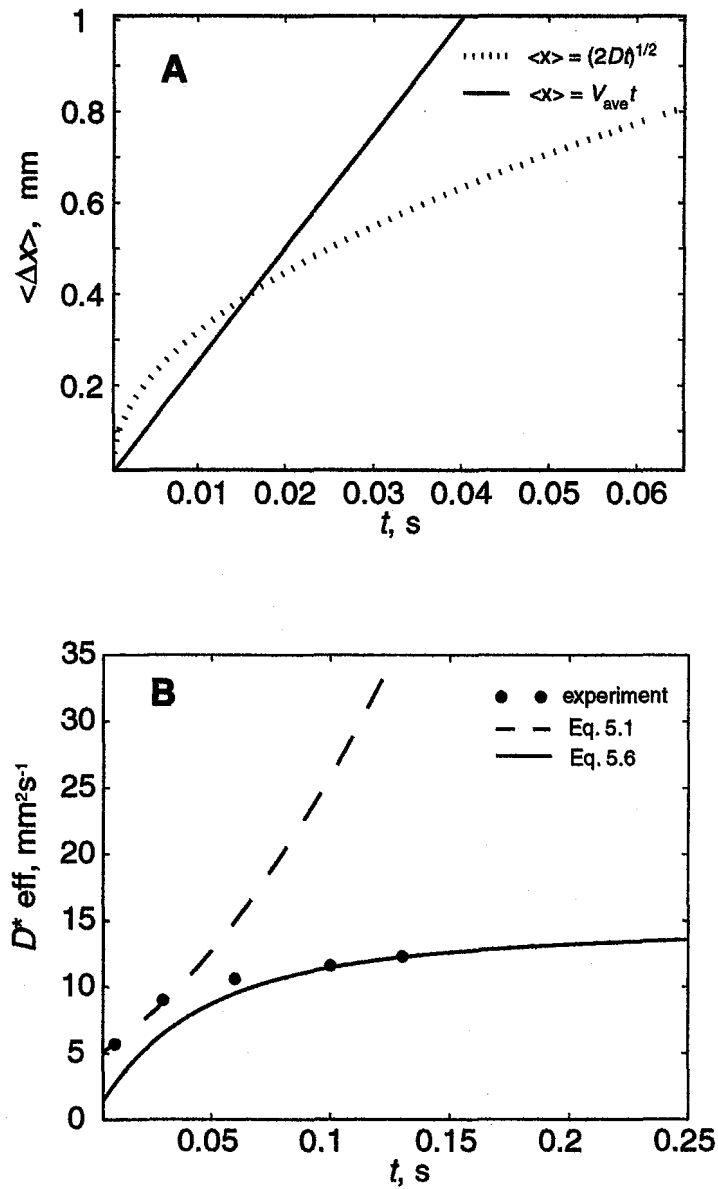 1
A
<x> = (2Dt)1/2
<x> = Vavet
0.8
0.6
0.4
0.2
<Δx>, mm
0.01 0.02 0.03 0.04 0.05 0.06
t, s
35
B
experiment
Eq. 5.1
Eq. 5.6
30
25
20
15
10
5
0
D* eff, mm2s-1
0.05 0.1 0.15 0.2 0.25
t, s